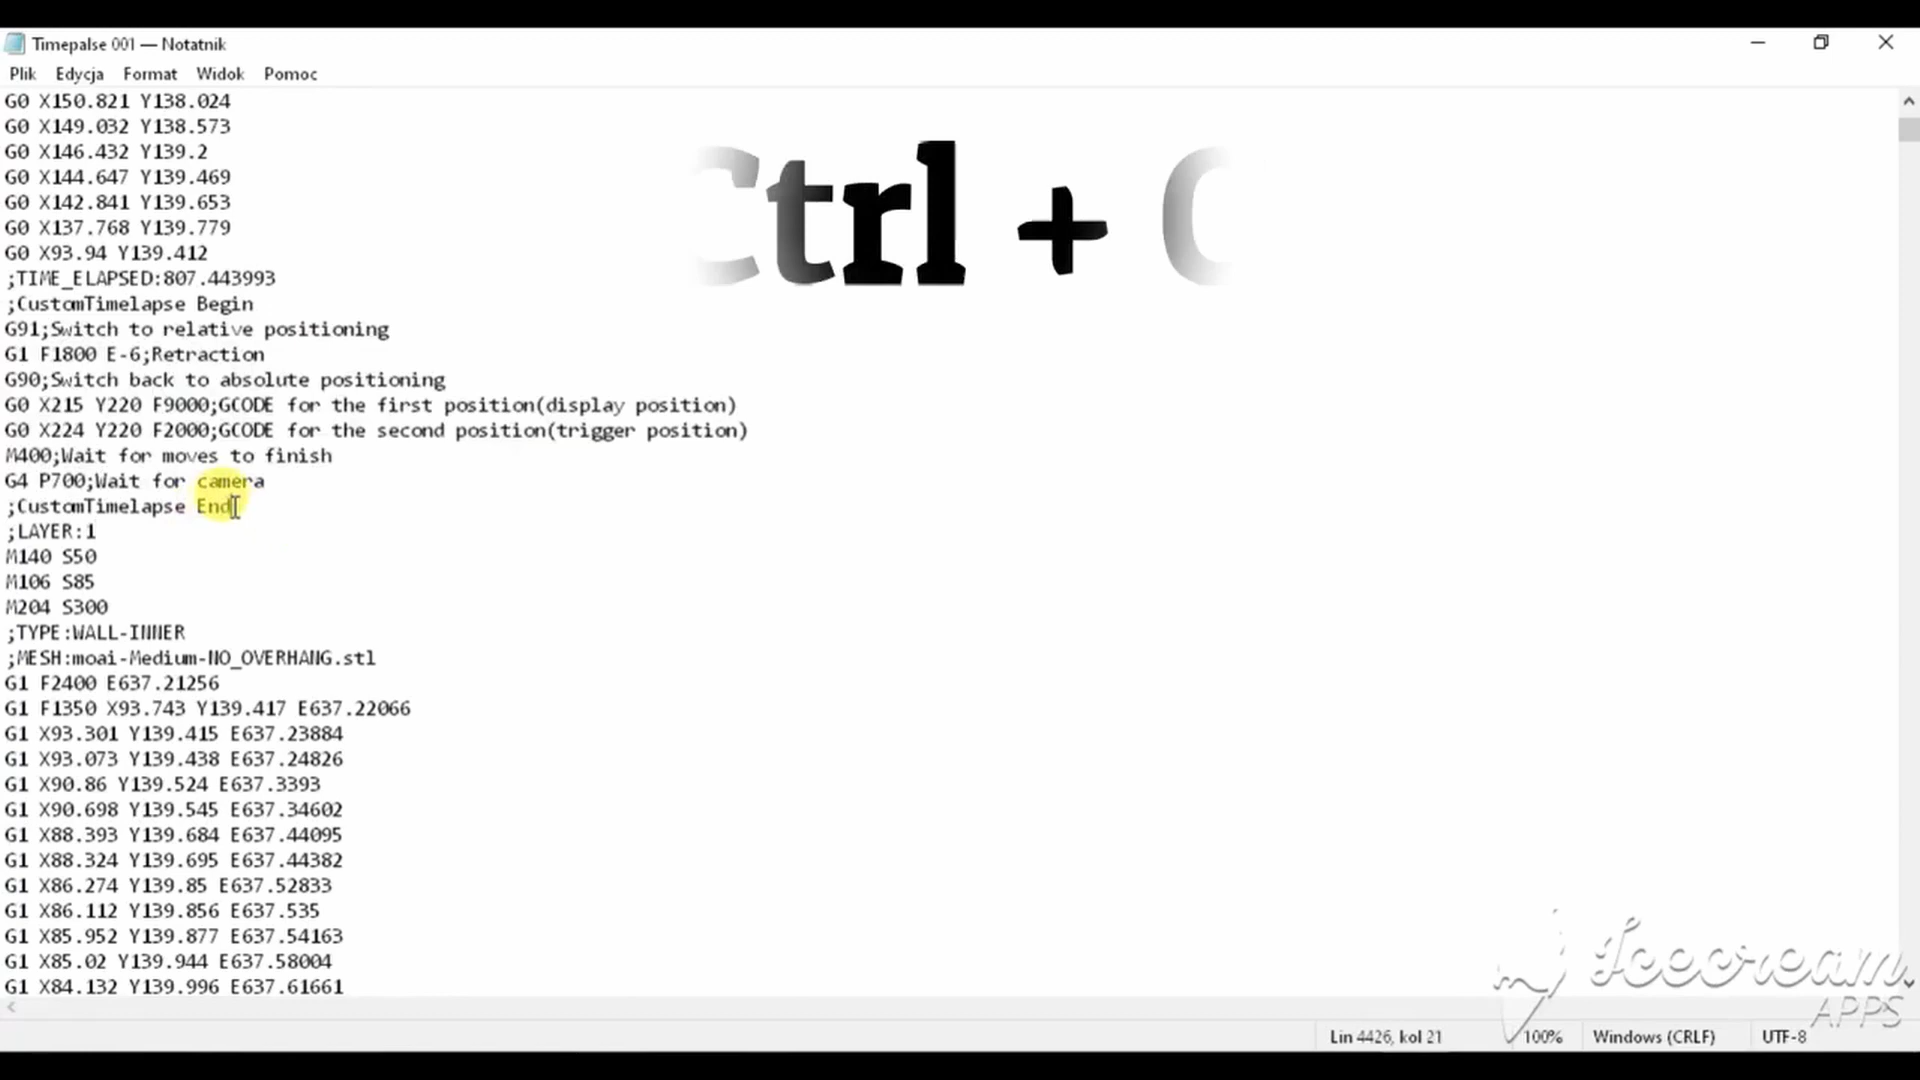 Timepalse 001 — Notatnik
Plik Edycja Format Widok Pomoc
G0 X150.821 Y138.024
G0 X149.032 Y138.573
G0 X146.432 Y139.2
G0 X144.647 Y139.469
G0 X142.841 Y139.653
G0 X137.768 Y139.779
G0 X93.94 Y139.412
;TIME_ELAPSED:807.443993
;CustomTimelapse Begin
G91;Switch to relative positioning
G1 F1800 E-6;Retraction
G90;Switch back to absolute positioning
G0 X215 Y220 F9000;GCODE for the first position(display position)
G0 X224 Y220 F2000;GCODE for the second position(trigger position)
M400;Wait for moves to finish
G4 P700;Wait for camera
;CustomTimelapse End
;LAYER:1
M140 S50
M106 S85
M204 S300
;TYPE:WALL-INNER
;MESH:moai-Medium-NO_OVERHANG.stl
G1 F2400 E637.21256
G1 F1350 X93.743 Y139.417 E637.22066
G1 X93.301 Y139.415 E637.23884
G1 X93.073 Y139.438 E637.24826
G1 X90.86 Y139.524 E637.3393
G1 X90.698 Y139.545 E637.34602
G1 X88.393 Y139.684 E637.44095
G1 X88.324 Y139.695 E637.44382
G1 X86.274 Y139.85 E637.52833
G1 X86.112 Y139.856 E637.535
G1 X85.952 Y139.877 E637.54163
G1 X85.02 Y139.944 E637.58004
G1 X84.132 Y139.996 E637.61661
Ctrl +
Icecream
APPS
Lin 4426, kol 21 100% Windows (CRLF) UTF-8